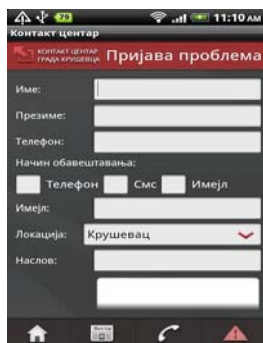 79 11:10 AM
Контакт центар
КОНТАКТ ЦЕНТАР
ГРАДА КРУШЕВЦА
Пријава проблема
Име:
Презиме:
Телефон:
Начин обавештавања:
Телефон Смс Имејл
Имејл:
Локација: Крушевац
Наслов: